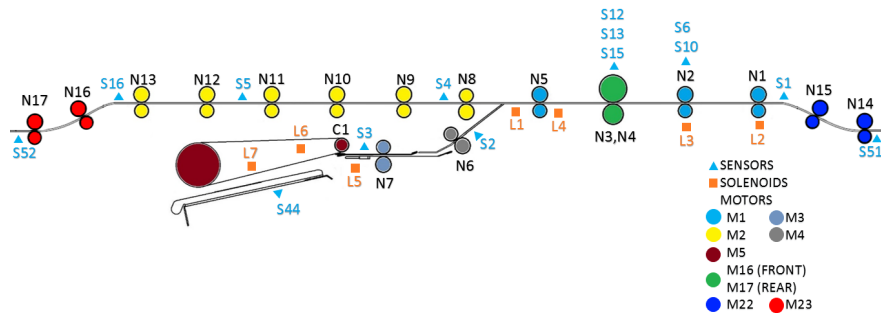 S12
S13
S15
S6
S10
S16
N13
N12
S5
N11
N10
N9
S4
N8
N5
N2
N1
S1
N15
N14
N17
N16
S52
L1
L4
N3,N4
L3
L2
S51
C1
S3
L6
L7
L5
N7
S2
N6
S44
SENSORS
SOLENOIDS
MOTORS
M1 M3
M2 M4
M5
M16 (FRONT)
M17 (REAR)
M22 M23